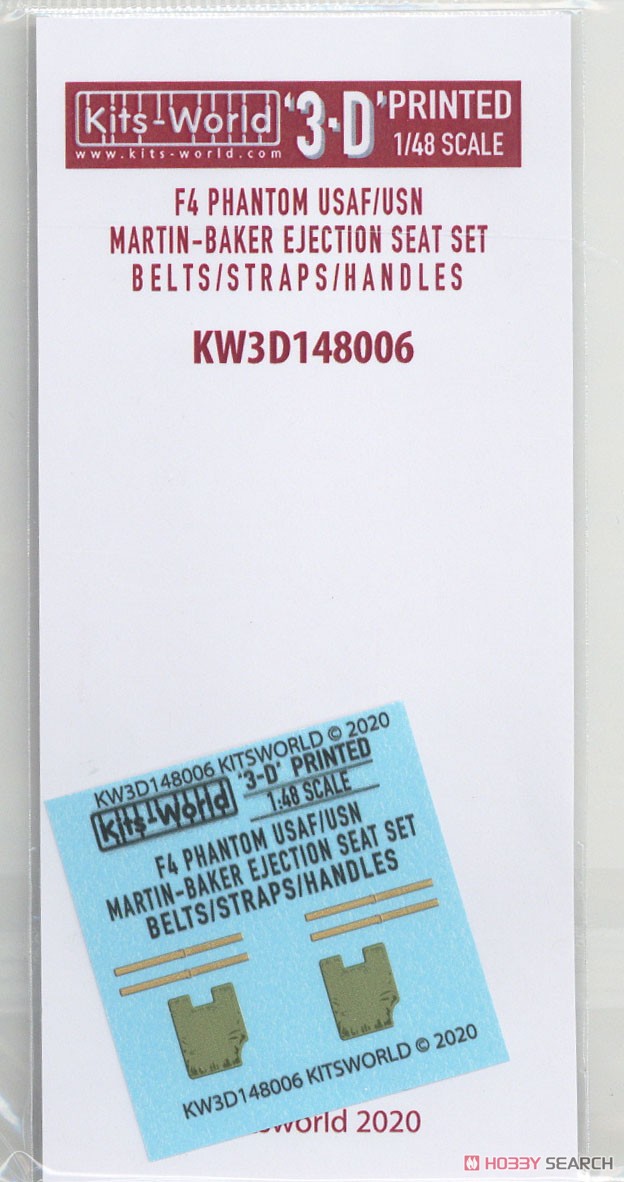 Kits-World '3-D' PRINTED
www.kits-world.com 1/48 SCALE
F4 PHANTOM USAF/USN
MARTIN-BAKER EJECTION SEAT SET
BELTS/STRAPS/HANDLES
KW3D148006
KW3D148006 KITSWORLD © 2020
Kits-World '3-D' PRINTED
1:48 SCALE
F4 PHANTOM USAF/USN
MARTIN-BAKER EJECTION SEAT SET
BELTS/STRAPS/HANDLES
KW3D148006 KITSWORLD © 2020
sworld 2020
HOBBY SEARCH